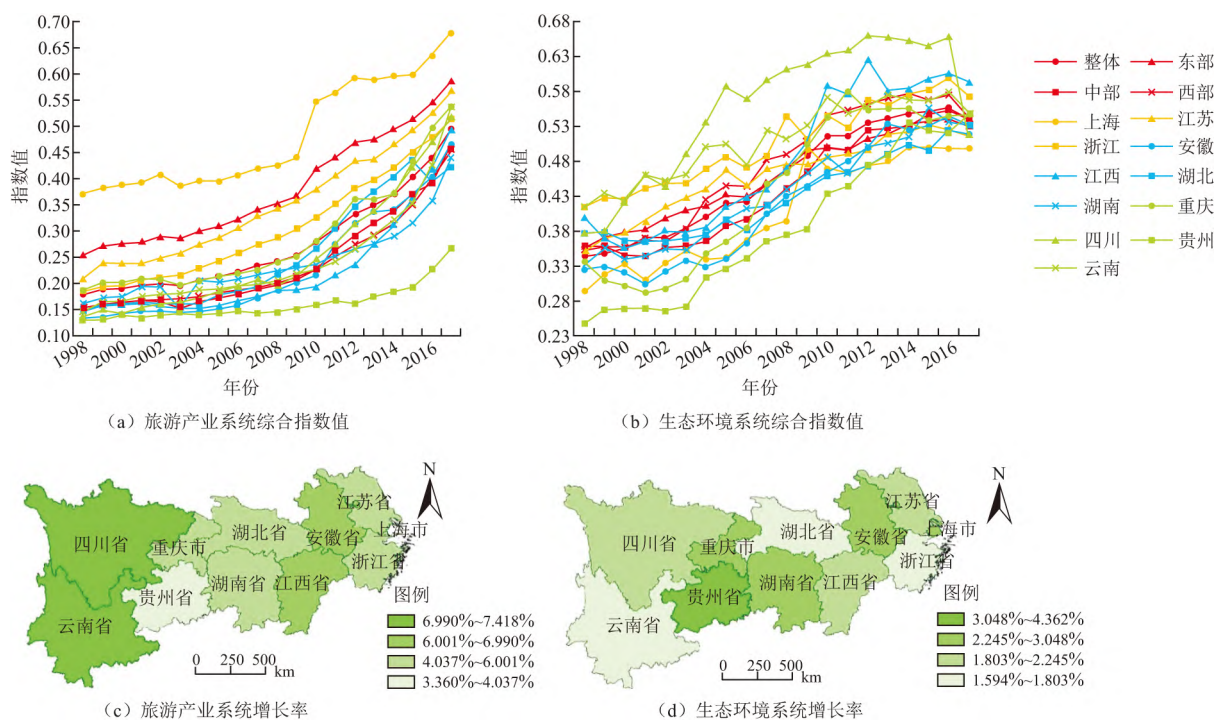 0.70
0.65
0.60
0.55
0.50
0.45
0.40
0.35
0.30
0.25
0.20
0.15
0.10
指数值
1998
2000
2002
2004
2006
2008
2010
2012
2014
2016
年份
(a) 旅游产业系统综合指数值
0.68
0.63
0.58
0.53
0.48
0.43
0.38
0.33
0.28
0.23
指数值
1998
2000
2002
2004
2006
2008
2010
2012
2014
2016
年份
(b) 生态环境系统综合指数值
整体 东部
中部 西部
上海 江苏
浙江 安徽
江西 湖北
湖南 重庆
四川 贵州
云南
N
江苏省
上海市
湖北省
安徽省
四川省
重庆市
浙江省
湖南省
江西省
贵州省
云南省
图例
6.990%~7.418%
6.001%~6.990%
4.037%~6.001%
3.360%~4.037%
0 250 500
km
(c) 旅游产业系统增长率
N
江苏省
上海市
湖北省
安徽省
四川省
重庆市
浙江省
湖南省
江西省
贵州省
云南省
图例
3.048%~4.362%
2.245%~3.048%
1.803%~2.245%
1.594%~1.803%
0 250 500
km
(d) 生态环境系统增长率